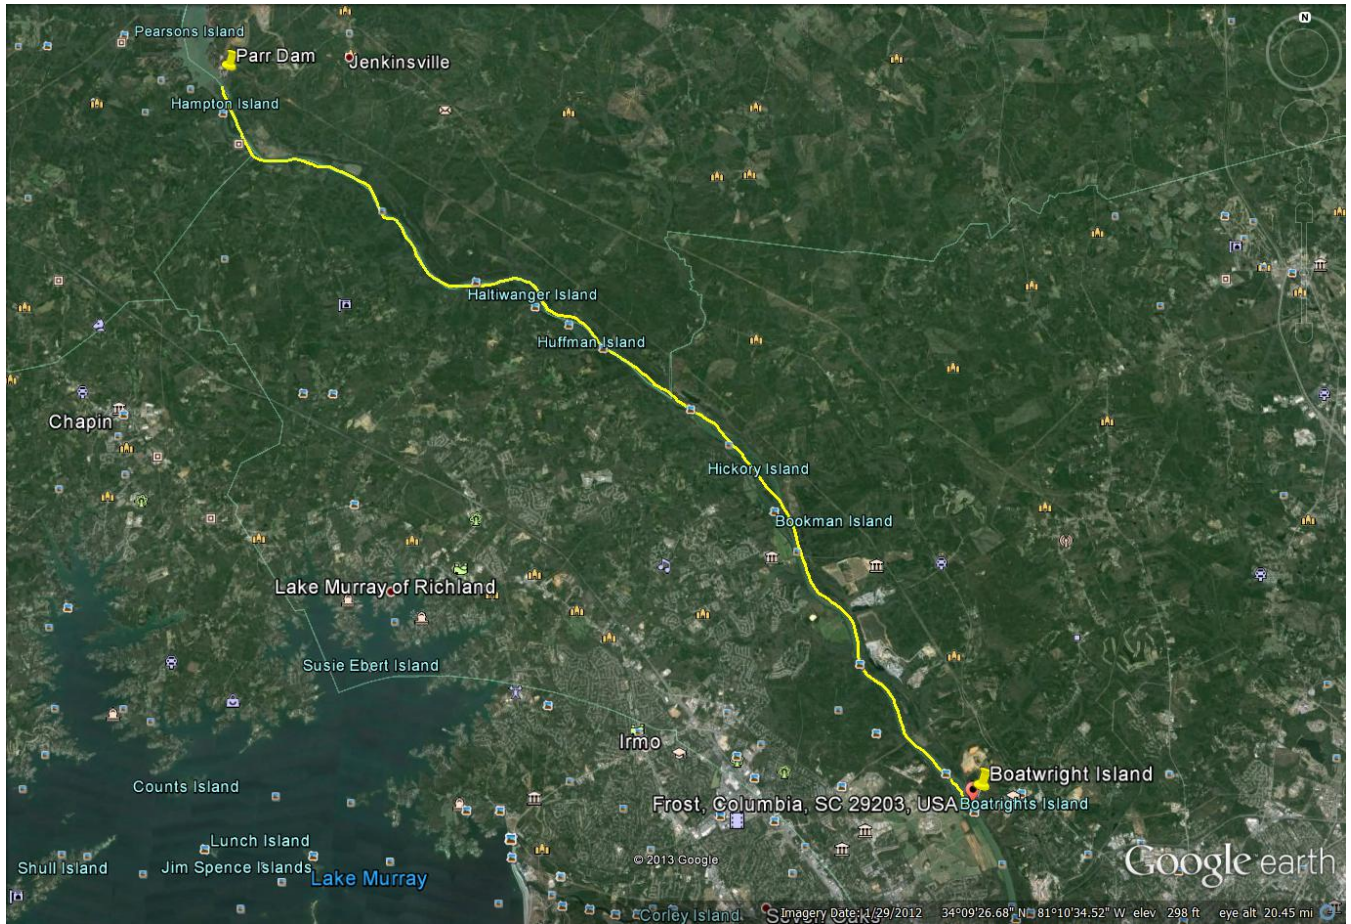 N
Pearsons Island
Parr Dam
Jenkinsville
Hampton Island
Haltiwanger Island
Huffman Island
Chapin
Hickory Island
Bookman Island
Lake Murray of Richland
Susie Ebert Island
Irmo
Boatwright Island
Counts Island
Frost, Columbia, SC 29203, USA
Boatrights Island
Lunch Island
© 2013 Google
Google earth
Shull Island
Jim Spence Islands
Lake Murray
Corley Island
Seven Oaks
Imagery Date: 1/29/2012 34°09'26.68" N 81°10'34.52" W elev 298 ft eye alt 20.45 mi